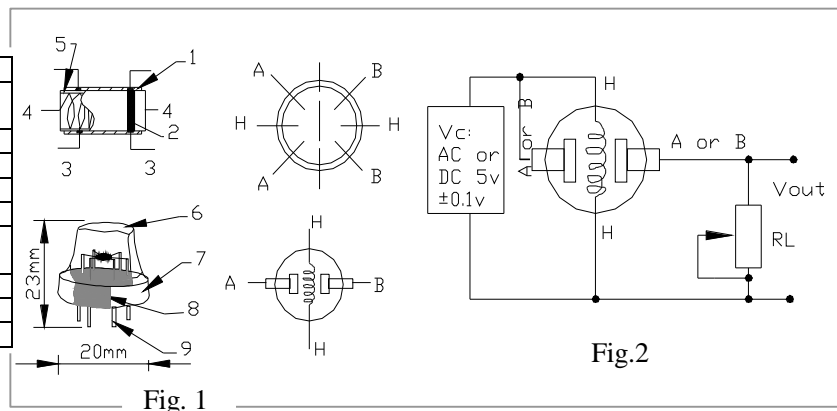 5
1
4
4
2
3
3
A
B
H
H
A
B
6
7
8
9
23mm
20mm
A
B
H
H
Fig. 1
Vc:
AC or
DC 5v
±0.1v
A or B
H
H
A or B
Vout
RL
Fig.2